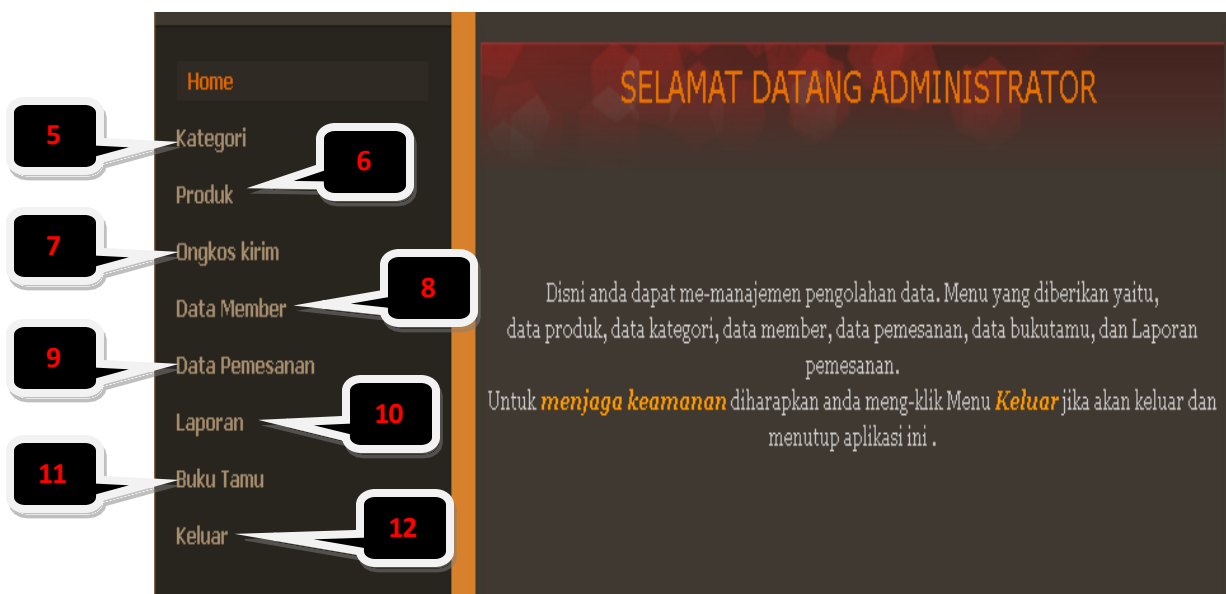 Home
5
Kategori
6
Produk
7
Ongkos kirim
8
Data Member
9
Data Pemesanan
10
Laporan
11
Buku Tamu
12
Keluar
SELAMAT DATANG ADMINISTRATOR
Disni anda dapat me-manajemen pengolahan data. Menu yang diberikan yaitu,
data produk, data kategori, data member, data pemesanan, data bukutamu, dan Laporan
pemesanan.
Untuk menjaga keamanan diharapkan anda meng-klik Menu Keluar jika akan keluar dan
menutup aplikasi ini .